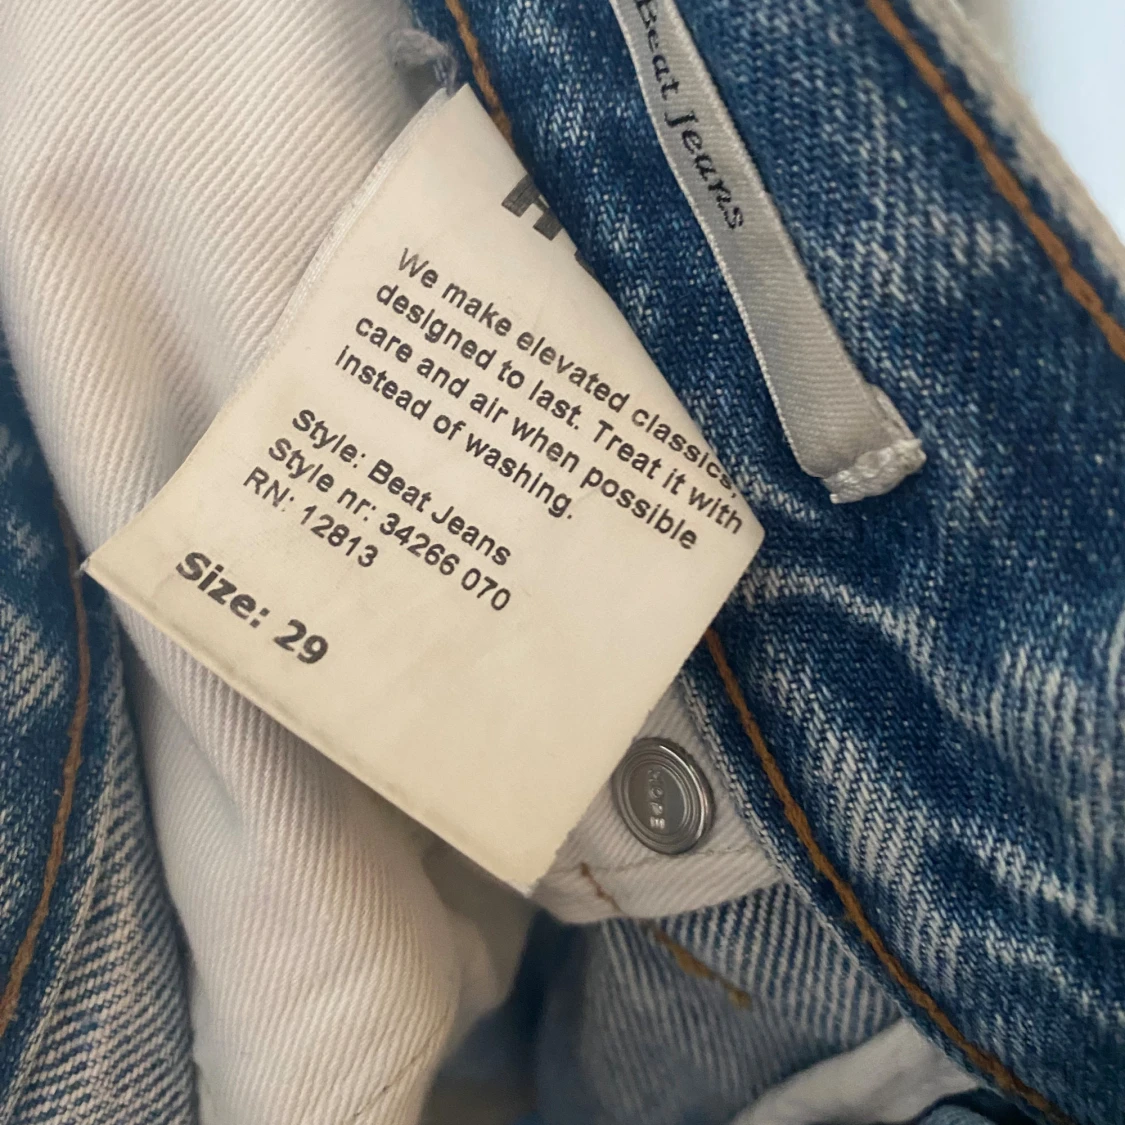 Beat Jeans
H
We make elevated classics,
designed to last. Treat it with
care and air when possible
instead of washing.
Style: Beat Jeans
Style nr: 34266 070
RN: 12813
Size: 29
HOPE